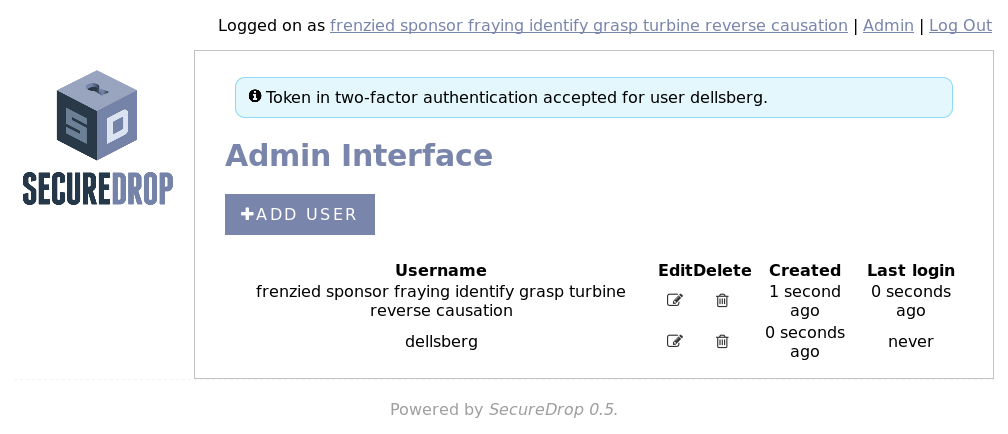 Logged on as frenzied sponsor fraying identify grasp turbine reverse causation | Admin | Log Out
SD
SECUREDROP
Token in two-factor authentication accepted for user dellsberg.
Admin Interface
+ADD USER
Username Edit Delete Created Last login
frenzied sponsor fraying identify grasp turbine reverse causation 1 second ago 0 seconds ago
dellsberg 0 seconds ago never
Powered by SecureDrop 0.5.